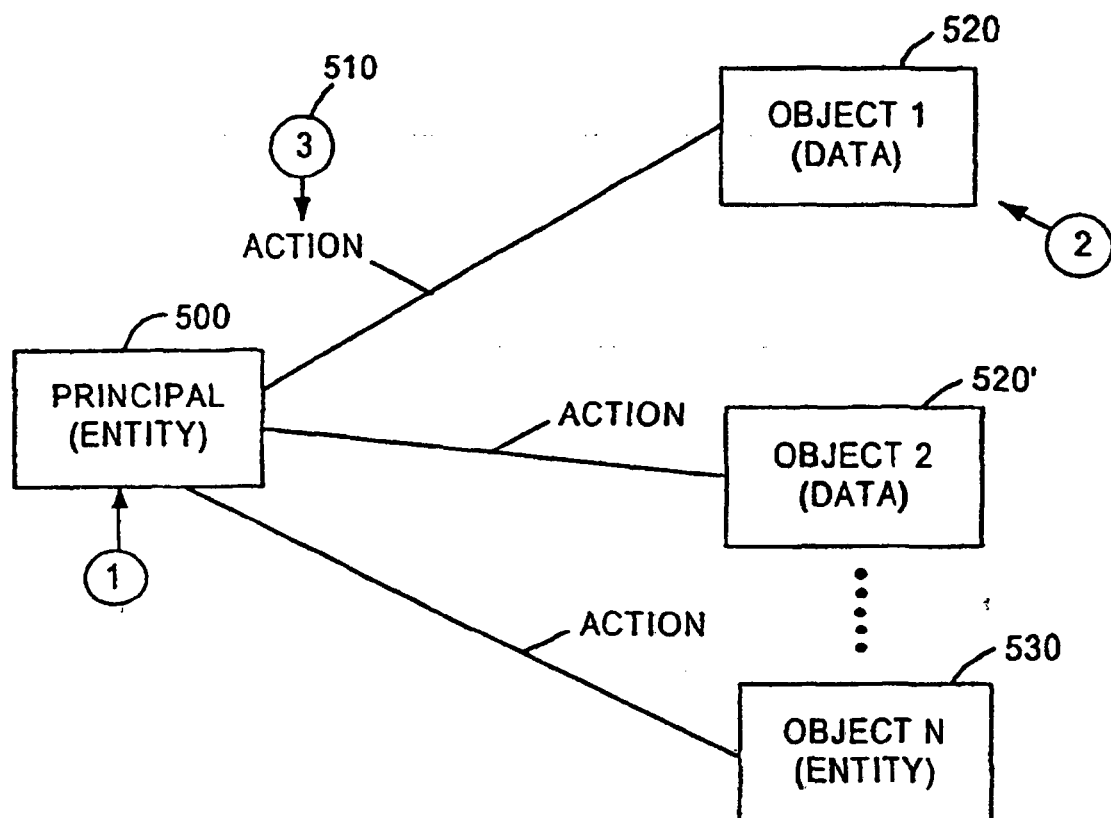 520
510
3
OBJECT 1
(DATA)
2
ACTION
500
PRINCIPAL
(ENTITY)
520'
ACTION
OBJECT 2
(DATA)
1
ACTION
530
OBJECT N
(ENTITY)